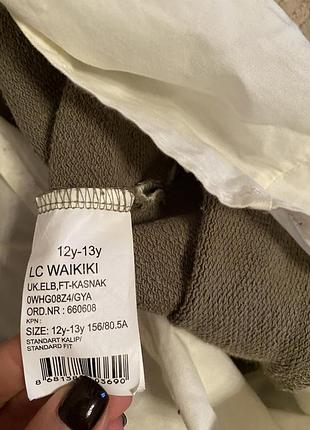 12y-13y
LC WAIKIKI
UK.ELB,FT-KASNAK
0WHG08Z4/GYA
ORD.NR : 660608
KPN :
SIZE: 12y-13y 156/80.5A
STANDART KALIP/
STANDARD FIT